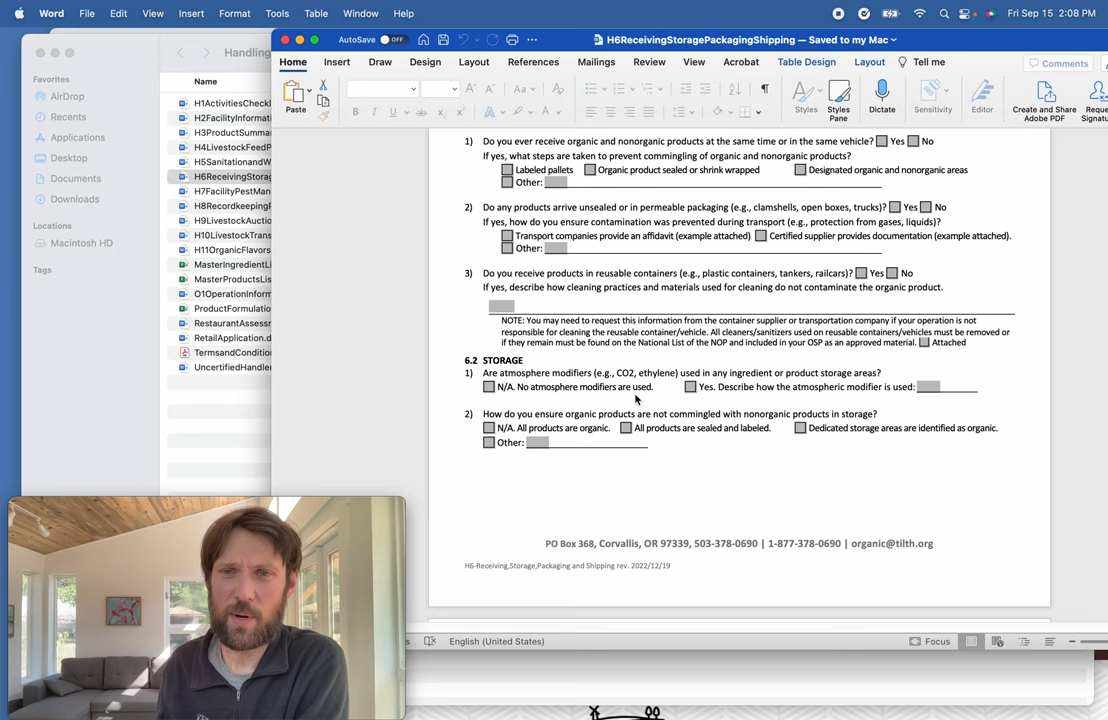 Word File Edit View Insert Format Tools Table Window Help
Fri Sep 15 2:08 PM
AutoSave OFF
H6ReceivingStoragePackagingShipping — Saved to my Mac
Home Insert Draw Design Layout References Mailings Review View Acrobat Table Design Layout Tell me
Comments
Paste
Aa
B I U ab x
Styles
Styles
Pane
Dictate
Sensitivity
Editor
Create and Share
Adobe PDF
Signatu
Handling
Favorites
AirDrop
Recents
Applications
Desktop
Documents
Downloads
Locations
Macintosh HD
Tags
Name
H1ActivitiesCheckl
H2FacilityInformati
H3ProductSumma
H4LivestockFeedP
H5SanitationandW
H6ReceivingStorag
H7FacilityPestMan
H8RecordkeepingF
H9LivestockAuctio
H10LivestockTrans
H11OrganicFlavors
MasterIngredientLi
MasterProductsLis
O1OperationInform
ProductFormulatio
RestaurantAssessr
RetailApplication.d
TermsandConditio
UncertifiedHandler
1) Do you ever receive organic and nonorganic products at the same time or in the same vehicle? Yes No
If yes, what steps are taken to prevent commingling of organic and nonorganic products?
Labeled pallets Organic product sealed or shrink wrapped Designated organic and nonorganic areas
Other:
2) Do any products arrive unsealed or in permeable packaging (e.g., clamshells, open boxes, trucks)? Yes No
If yes, how do you ensure contamination was prevented during transport (e.g., protection from gases, liquids)?
Transport companies provide an affidavit (example attached) Certified supplier provides documentation (example attached).
Other:
3) Do you receive products in reusable containers (e.g., plastic containers, tankers, railcars)? Yes No
If yes, describe how cleaning practices and materials used for cleaning do not contaminate the organic product.
NOTE: You may need to request this information from the container supplier or transportation company if your operation is not
responsible for cleaning the reusable container/vehicle. All cleaners/sanitizers used on reusable containers/vehicles must be removed or
if they remain must be found on the National List of the NOP and included in your OSP as an approved material. Attached
6.2 STORAGE
1) Are atmosphere modifiers (e.g., CO2, ethylene) used in any ingredient or product storage areas?
N/A. No atmosphere modifiers are used. Yes. Describe how the atmospheric modifier is used:
2) How do you ensure organic products are not commingled with nonorganic products in storage?
N/A. All products are organic. All products are sealed and labeled. Dedicated storage areas are identified as organic.
Other:
PO Box 368, Corvallis, OR 97339, 503-378-0690 | 1-877-378-0690 | organic@tilth.org
H6-Receiving,Storage,Packaging and Shipping rev. 2022/12/19
English (United States)
Focus